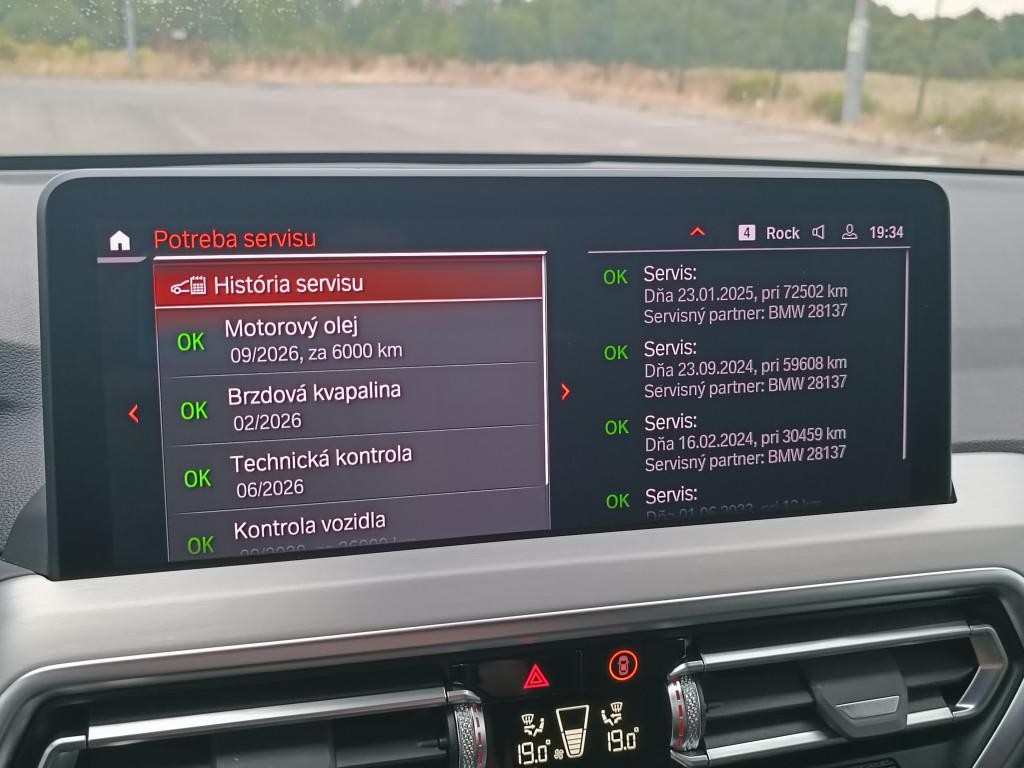 Potreba servisu
4 Rock 19:34
História servisu
OK Motorový olej
09/2026, za 6000 km
OK Brzdová kvapalina
02/2026
OK Technická kontrola
06/2026
OK Kontrola vozidla
OK Servis:
Dňa 23.01.2025, pri 72502 km
Servisný partner: BMW 28137
OK Servis:
Dňa 23.09.2024, pri 59608 km
Servisný partner: BMW 28137
OK Servis:
Dňa 16.02.2024, pri 30459 km
Servisný partner: BMW 28137
OK Servis:
19.0° 19.0°